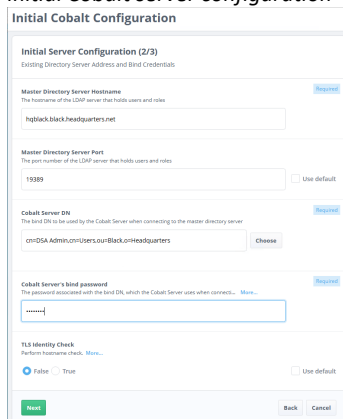 Initial Cobalt Configuration
Initial Server Configuration (2/3)
Existing Directory Server Address and Bind Credentials
Master Directory Server Hostname
Required
The hostname of the LDAP server that holds users and roles
hqblack.black.headquarters.net
Master Directory Server Port
The port number of the LDAP server that holds users and roles
19389
Use default
Cobalt Server DN
Required
The bind DN to be used by the Cobalt Server when connecting to the master directory server
cn=DSA Admin,cn=Users,ou=Black,o=Headquarters
Choose
Cobalt Server's bind password
Required
The password associated with the bind DN, which the Cobalt Server uses when connecti... More...
••••••••
TLS Identity Check
Perform hostname check. More...
False True
Use default
Next
Back Cancel